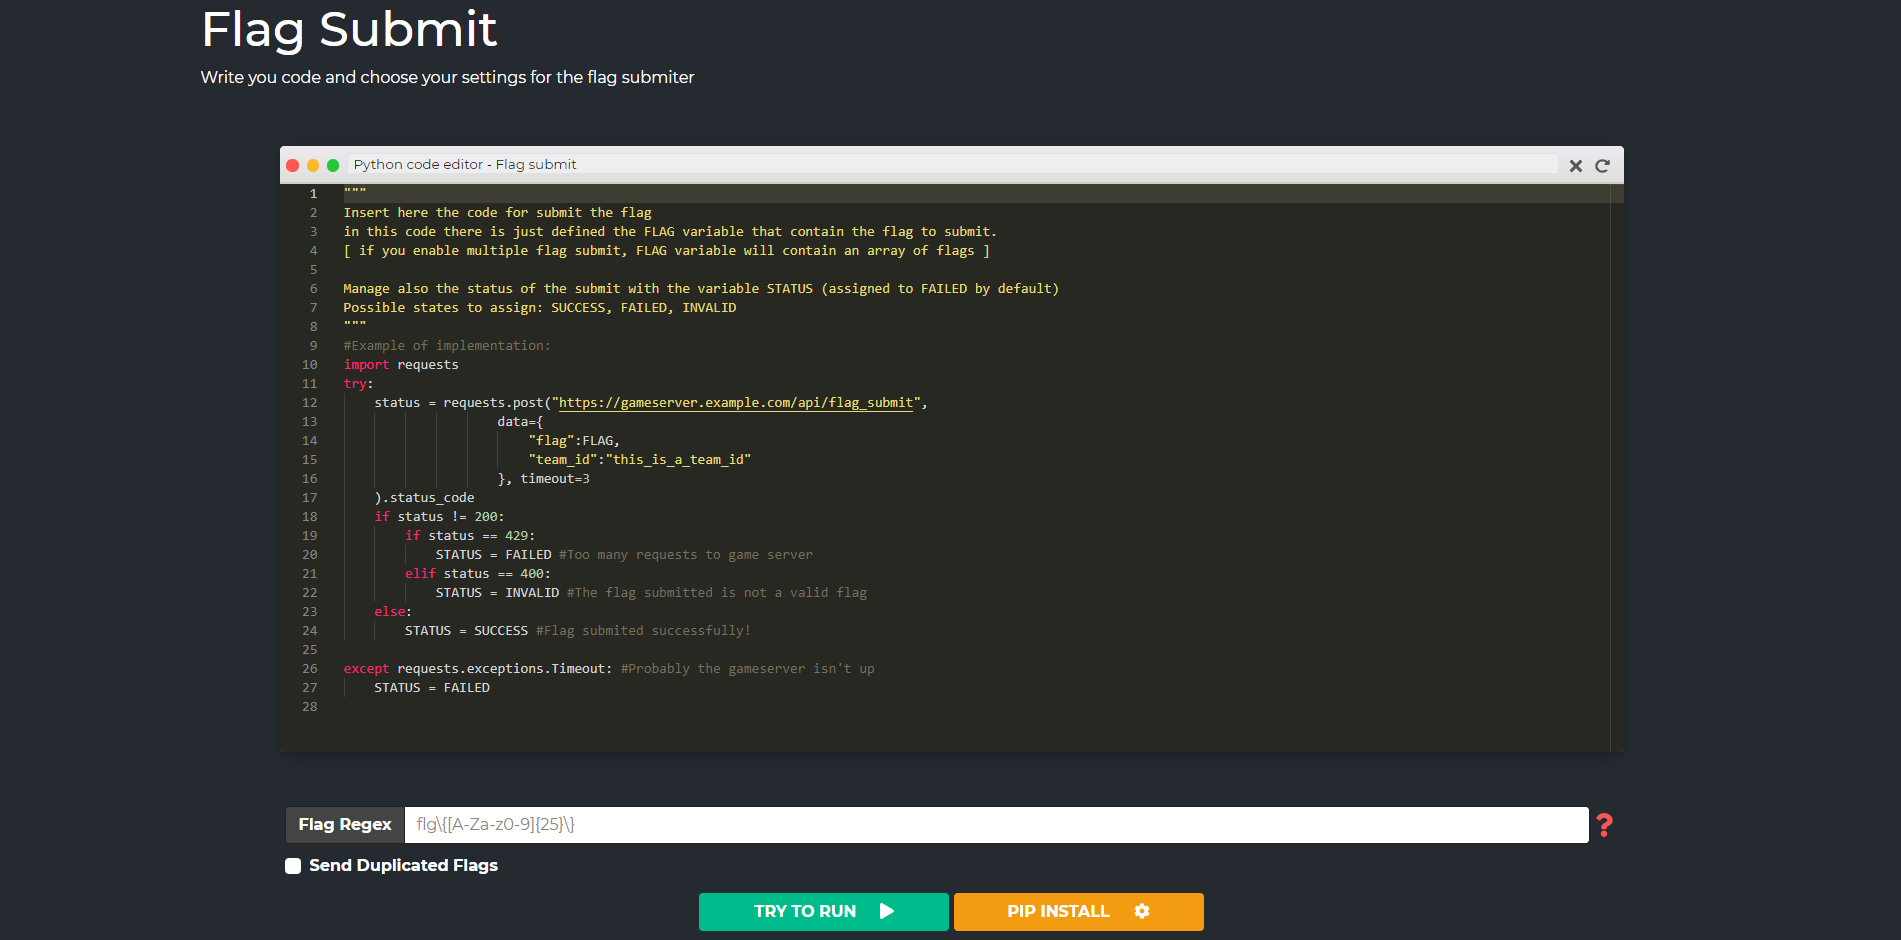 Flag Submit
Write you code and choose your settings for the flag submiter
Python code editor - Flag submit
1 """
2 Insert here the code for submit the flag
3 in this code there is just defined the FLAG variable that contain the flag to submit.
4 [ if you enable multiple flag submit, FLAG variable will contain an array of flags ]
5
6 Manage also the status of the submit with the variable STATUS (assigned to FAILED by default)
7 Possible states to assign: SUCCESS, FAILED, INVALID
8 """
9 #Example of implementation:
10 import requests
11 try:
12     status = requests.post("https://gameserver.example.com/api/flag_submit",
13                     data={
14                         "flag":FLAG,
15                         "team_id":"this_is_a_team_id"
16                     }, timeout=3
17     ).status_code
18     if status != 200:
19         if status == 429:
20             STATUS = FAILED #Too many requests to game server
21         elif status == 400:
22             STATUS = INVALID #The flag submitted is not a valid flag
23     else:
24         STATUS = SUCCESS #Flag submited successfully!
25
26 except requests.exceptions.Timeout: #Probably the gameserver isn't up
27     STATUS = FAILED
28
Flag Regex flg\{[A-Za-z0-9]{25}\} ?
Send Duplicated Flags
TRY TO RUN PIP INSTALL